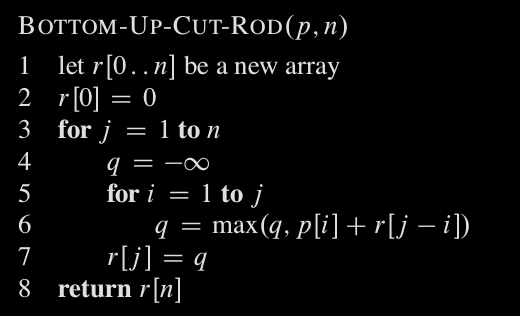 BOTTOM-UP-CUT-ROD(p, n)
1 let r[0..n] be a new array
2 r[0] = 0
3 for j = 1 to n
4 q = −∞
5 for i = 1 to j
6 q = max(q, p[i] + r[j − i])
7 r[j] = q
8 return r[n]